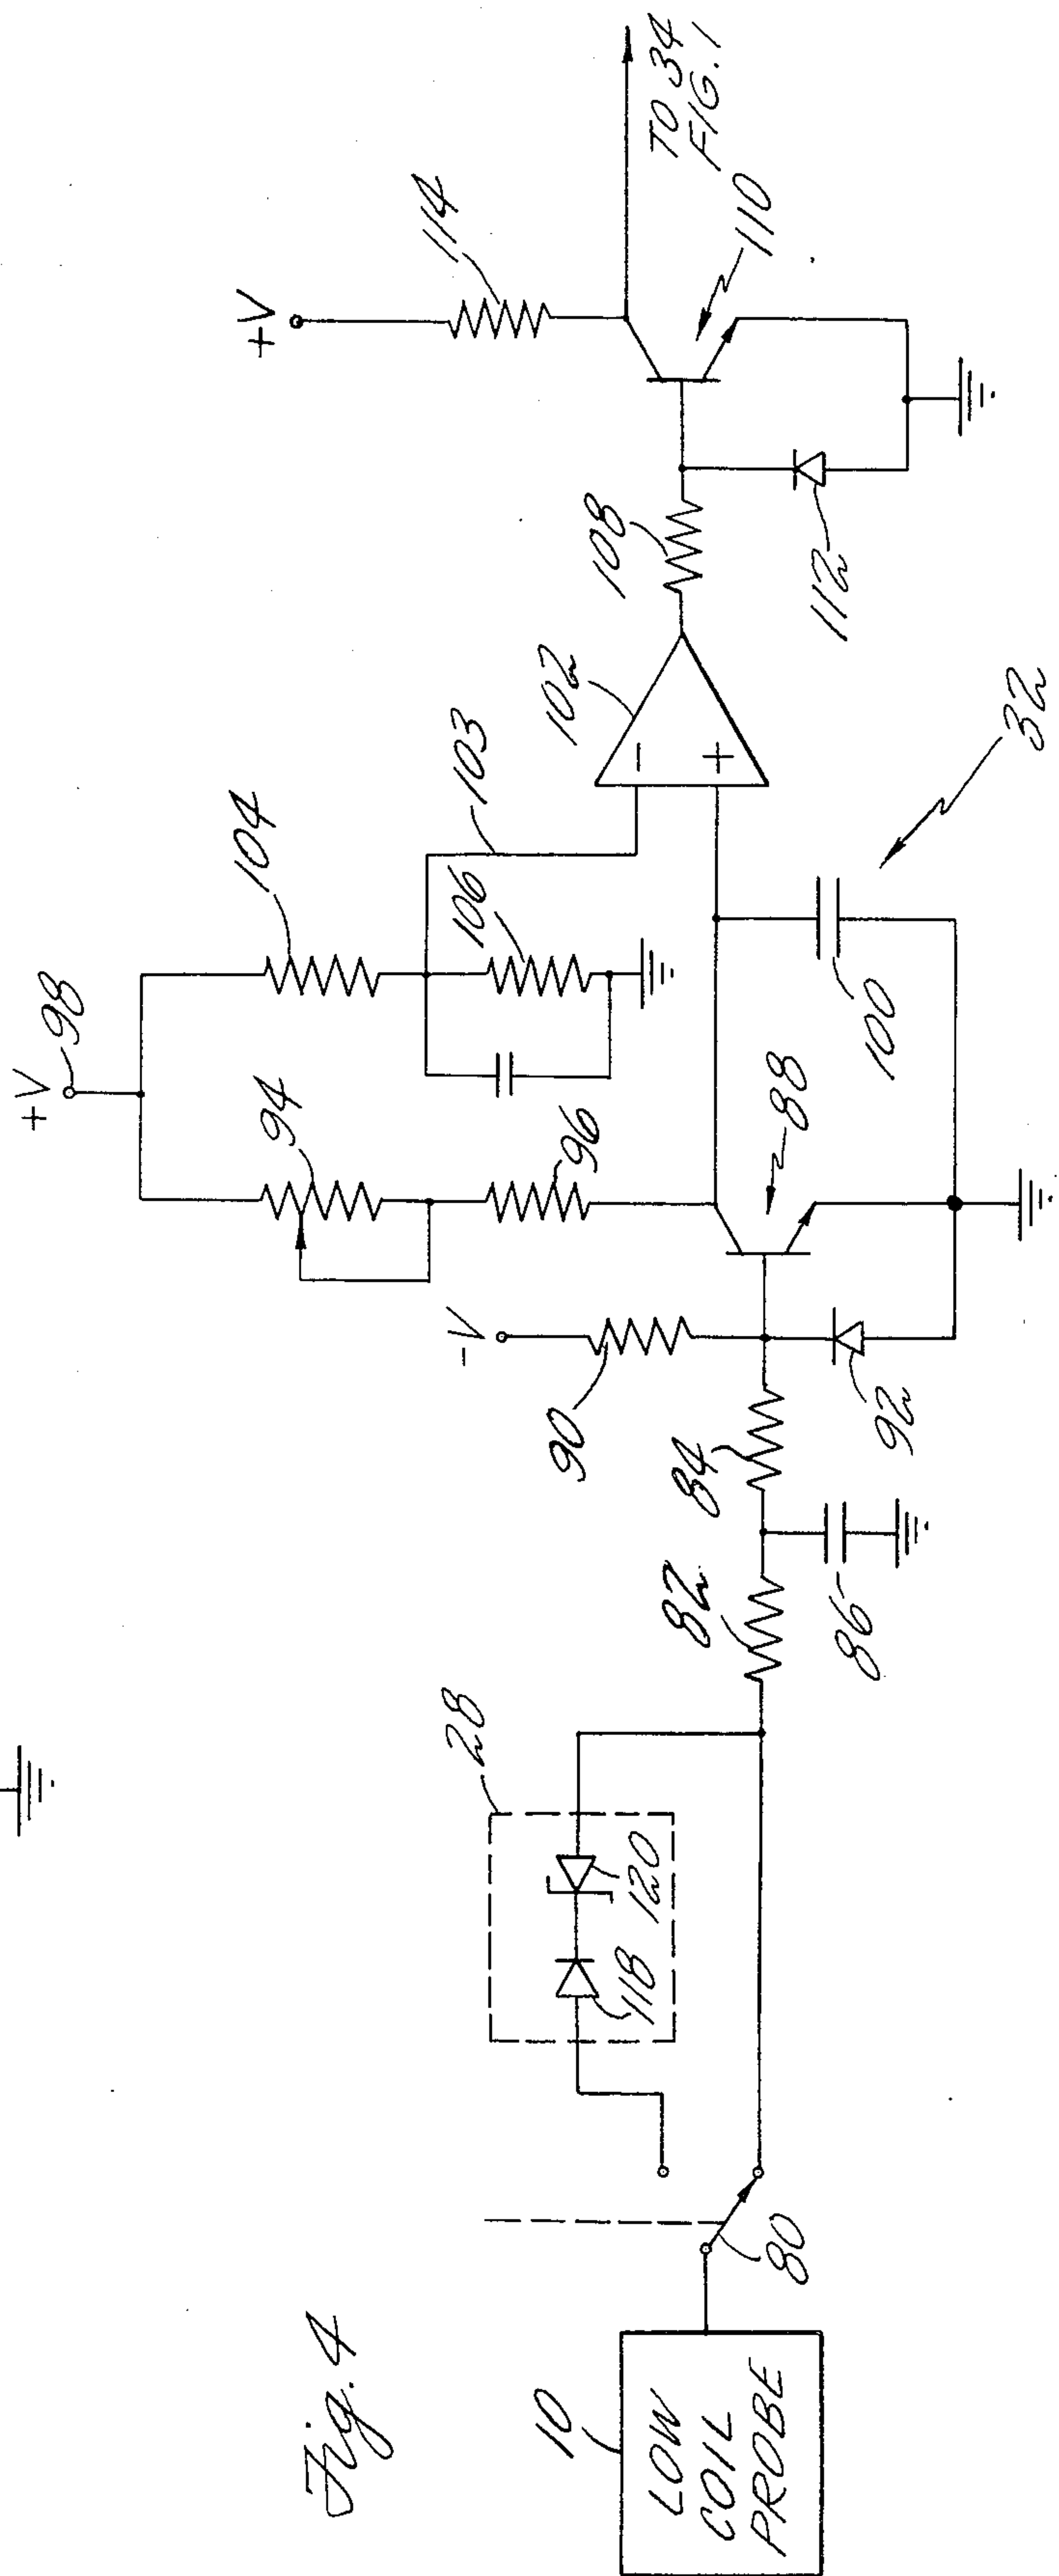 Fig. 4
10
LOW
COIL
PROBE
80
28
118
120
82
84
86
90
-V
92
88
94
96
+V
98
104
106
103
100
102
32
108
112
110
114
+V
TO 34
FIG. 1